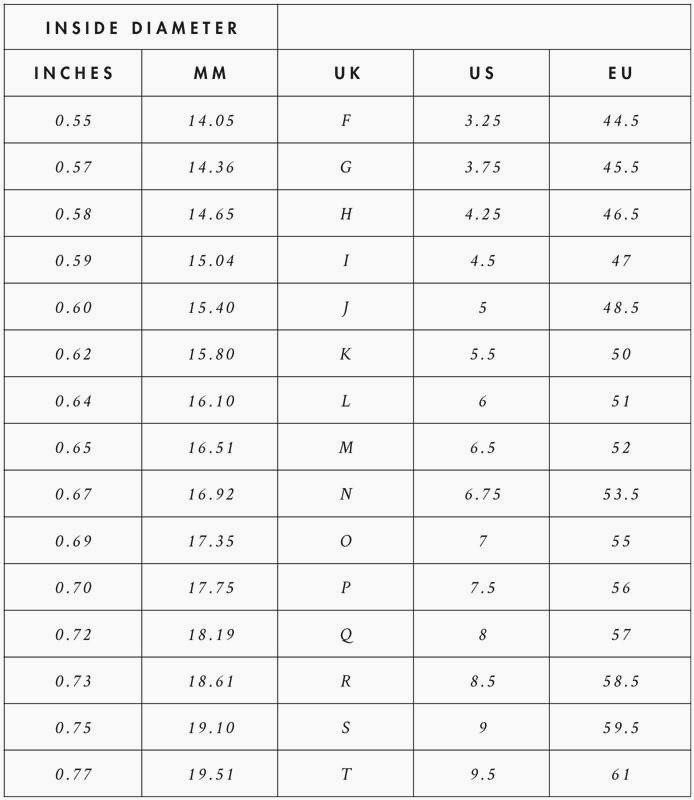 INSIDE DIAMETER
INCHES MM UK US EU
0.55 14.05 F 3.25 44.5
0.57 14.36 G 3.75 45.5
0.58 14.65 H 4.25 46.5
0.59 15.04 I 4.5 47
0.60 15.40 J 5 48.5
0.62 15.80 K 5.5 50
0.64 16.10 L 6 51
0.65 16.51 M 6.5 52
0.67 16.92 N 6.75 53.5
0.69 17.35 O 7 55
0.70 17.75 P 7.5 56
0.72 18.19 Q 8 57
0.73 18.61 R 8.5 58.5
0.75 19.10 S 9 59.5
0.77 19.51 T 9.5 61